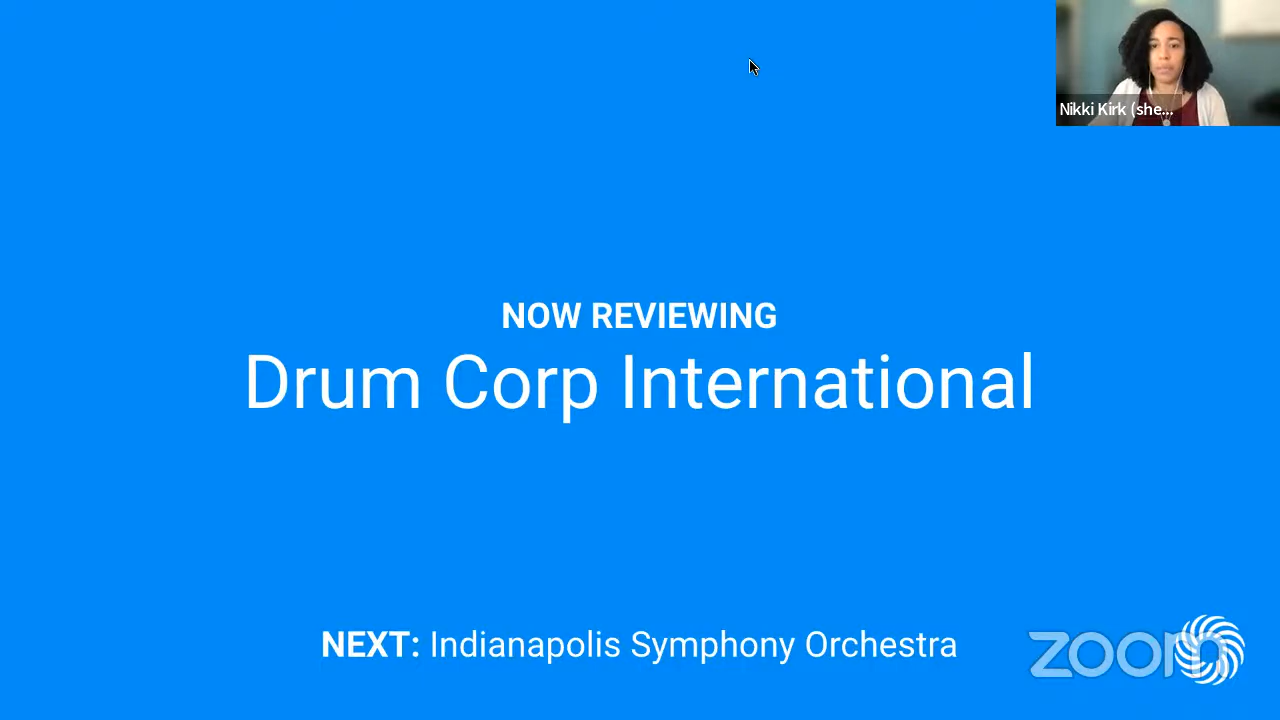 Nikki Kirk (she...
NOW REVIEWING
Drum Corp International
NEXT: Indianapolis Symphony Orchestra
zoom